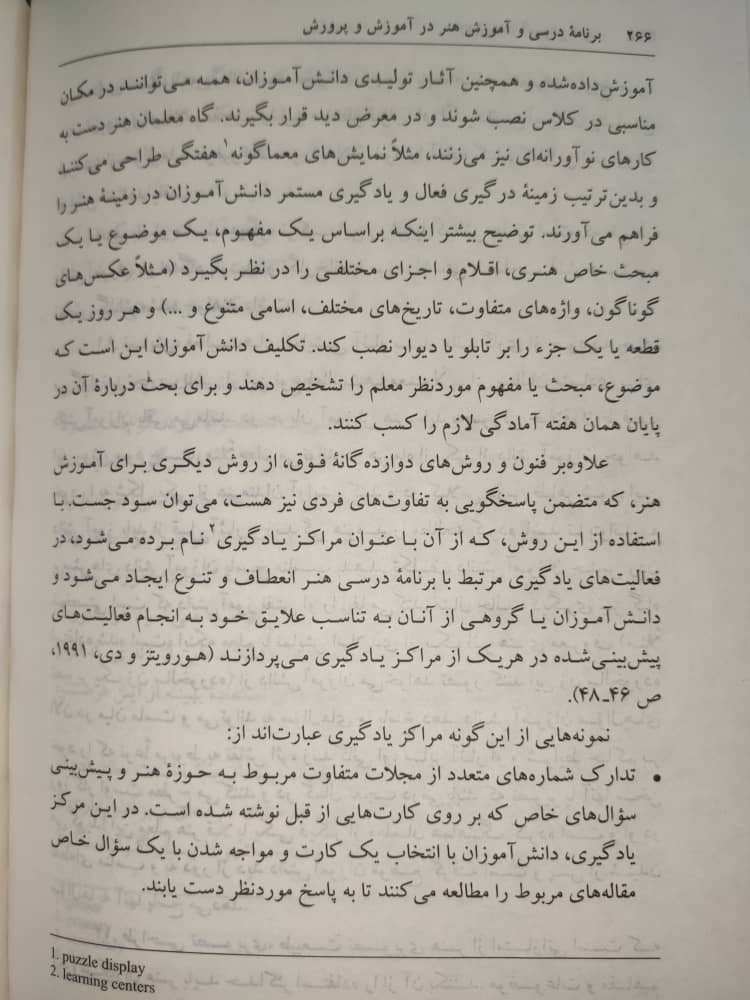 ۲۶۶ برنامهٔ درسی و آموزش هنر در آموزش و پرورش
آموزش‌داده‌شده و همچنین آثار تولیدی دانش‌آموزان، همه می‌توانند در مکان
مناسبی در کلاس نصب شوند و در معرض دید قرار بگیرند. گاه معلمان هنر دست به
کارهای نوآورانه‌ای نیز می‌زنند، مثلاً نمایش‌های معماگونه۱ هفتگی طراحی می‌کنند
و بدین‌ترتیب زمینهٔ درگیری فعال و یادگیری مستمر دانش‌آموزان در زمینهٔ هنر را
فراهم می‌آورند. توضیح بیشتر اینکه براساس یک مفهوم، یک موضوع یا یک
مبحث خاص هنری، اقلام و اجزای مختلفی را در نظر بگیرد (مثلاً عکس‌های
گوناگون، واژه‌های متفاوت، تاریخ‌های مختلف، اسامی متنوع و ...) و هر روز یک
قطعه یا یک جزء را بر تابلو یا دیوار نصب کند. تکلیف دانش‌آموزان این است که
موضوع، مبحث یا مفهوم موردنظر معلم را تشخیص دهند و برای بحث دربارهٔ آن در
پایان همان هفته آمادگی لازم را کسب کنند.
علاوه‌بر فنون و روش‌های دوازده‌گانهٔ فوق، از روش دیگری برای آموزش
هنر، که متضمن پاسخگویی به تفاوت‌های فردی نیز هست، می‌توان سود جست. با
استفاده از این روش، که از آن با عنوان مراکز یادگیری۲ نام برده می‌شود، در
فعالیت‌های یادگیری مرتبط با برنامهٔ درسی هنر انعطاف و تنوع ایجاد می‌شود و
دانش‌آموزان یا گروهی از آنان به تناسب علایق خود به انجام فعالیت‌های
پیش‌بینی‌شده در هریک از مراکز یادگیری می‌پردازند (هورویتز و دی، ۱۹۹۱،
ص ۴۶ـ۴۸).
نمونه‌هایی از این‌گونه مراکز یادگیری عبارت‌اند از:
• تدارک شماره‌های متعدد از مجلات متفاوت مربوط به حوزهٔ هنر و پیش‌بینی
سؤال‌های خاص که بر روی کارت‌هایی از قبل نوشته شده است. در این مرکز
یادگیری، دانش‌آموزان با انتخاب یک کارت و مواجه شدن با یک سؤال خاص
مقاله‌های مربوط را مطالعه می‌کنند تا به پاسخ موردنظر دست یابند.
1. puzzle display
2. learning centers